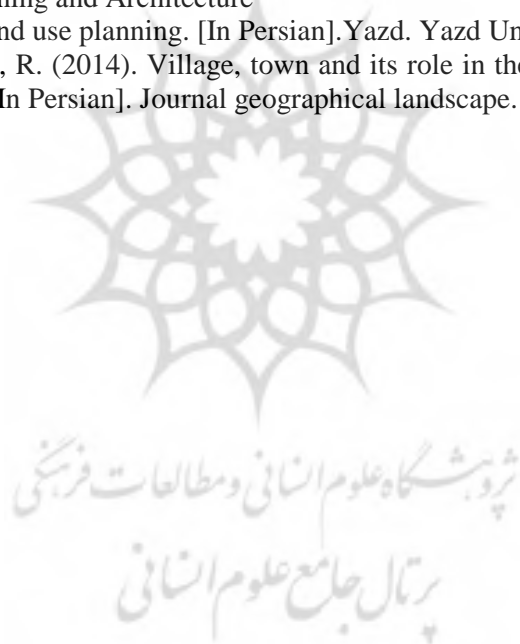 ning and Architecture
nd use planning. [In Persian].Yazd. Yazd Un
, R. (2014). Village, town and its role in the
In Persian]. Journal geographical landscape.
پژوهشگاه علوم انسانی و مطالعات فرهنگی
پرتال جامع علوم انسانی